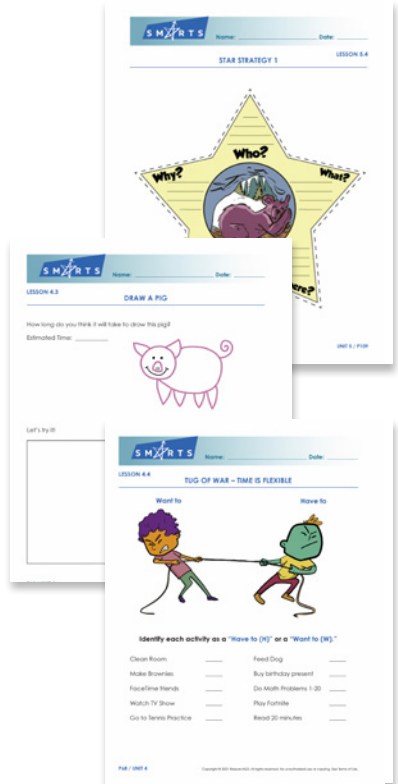 SMARTS
Name: Date:
LESSON 5.4
STAR STRATEGY 1
Who?
Why?
What?
UNIT 5 / P109
SMARTS
Name: Date:
LESSON 4.3
DRAW A PIG
How long do you think it will take to draw this pig?
Estimated Time:
Let's try it!
SMARTS
Name: Date:
LESSON 4.4
TUG OF WAR – TIME IS FLEXIBLE
Want to Have to
Identify each activity as a "Have to (H)" or a "Want to (W)."
Clean Room Feed Dog
Make Brownies Buy birthday present
FaceTime friends Do Math Problems 1-20
Watch TV Show Play Fortnite
Go to Tennis Practice Read 20 minutes
P68 / UNIT 4